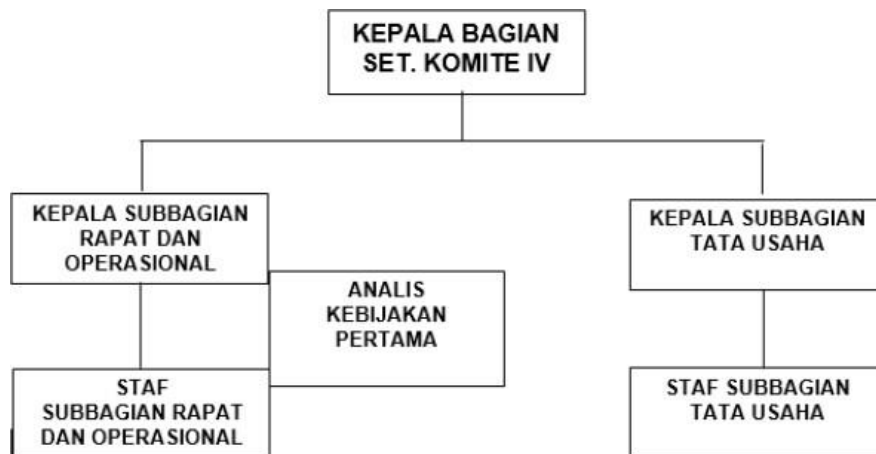 KEPALA BAGIAN
SET. KOMITE IV
KEPALA SUBBAGIAN
RAPAT DAN
OPERASIONAL
KEPALA SUBBAGIAN
TATA USAHA
ANALIS
KEBIJAKAN
PERTAMA
STAF
SUBBAGIAN RAPAT
DAN OPERASIONAL
STAF SUBBAGIAN
TATA USAHA